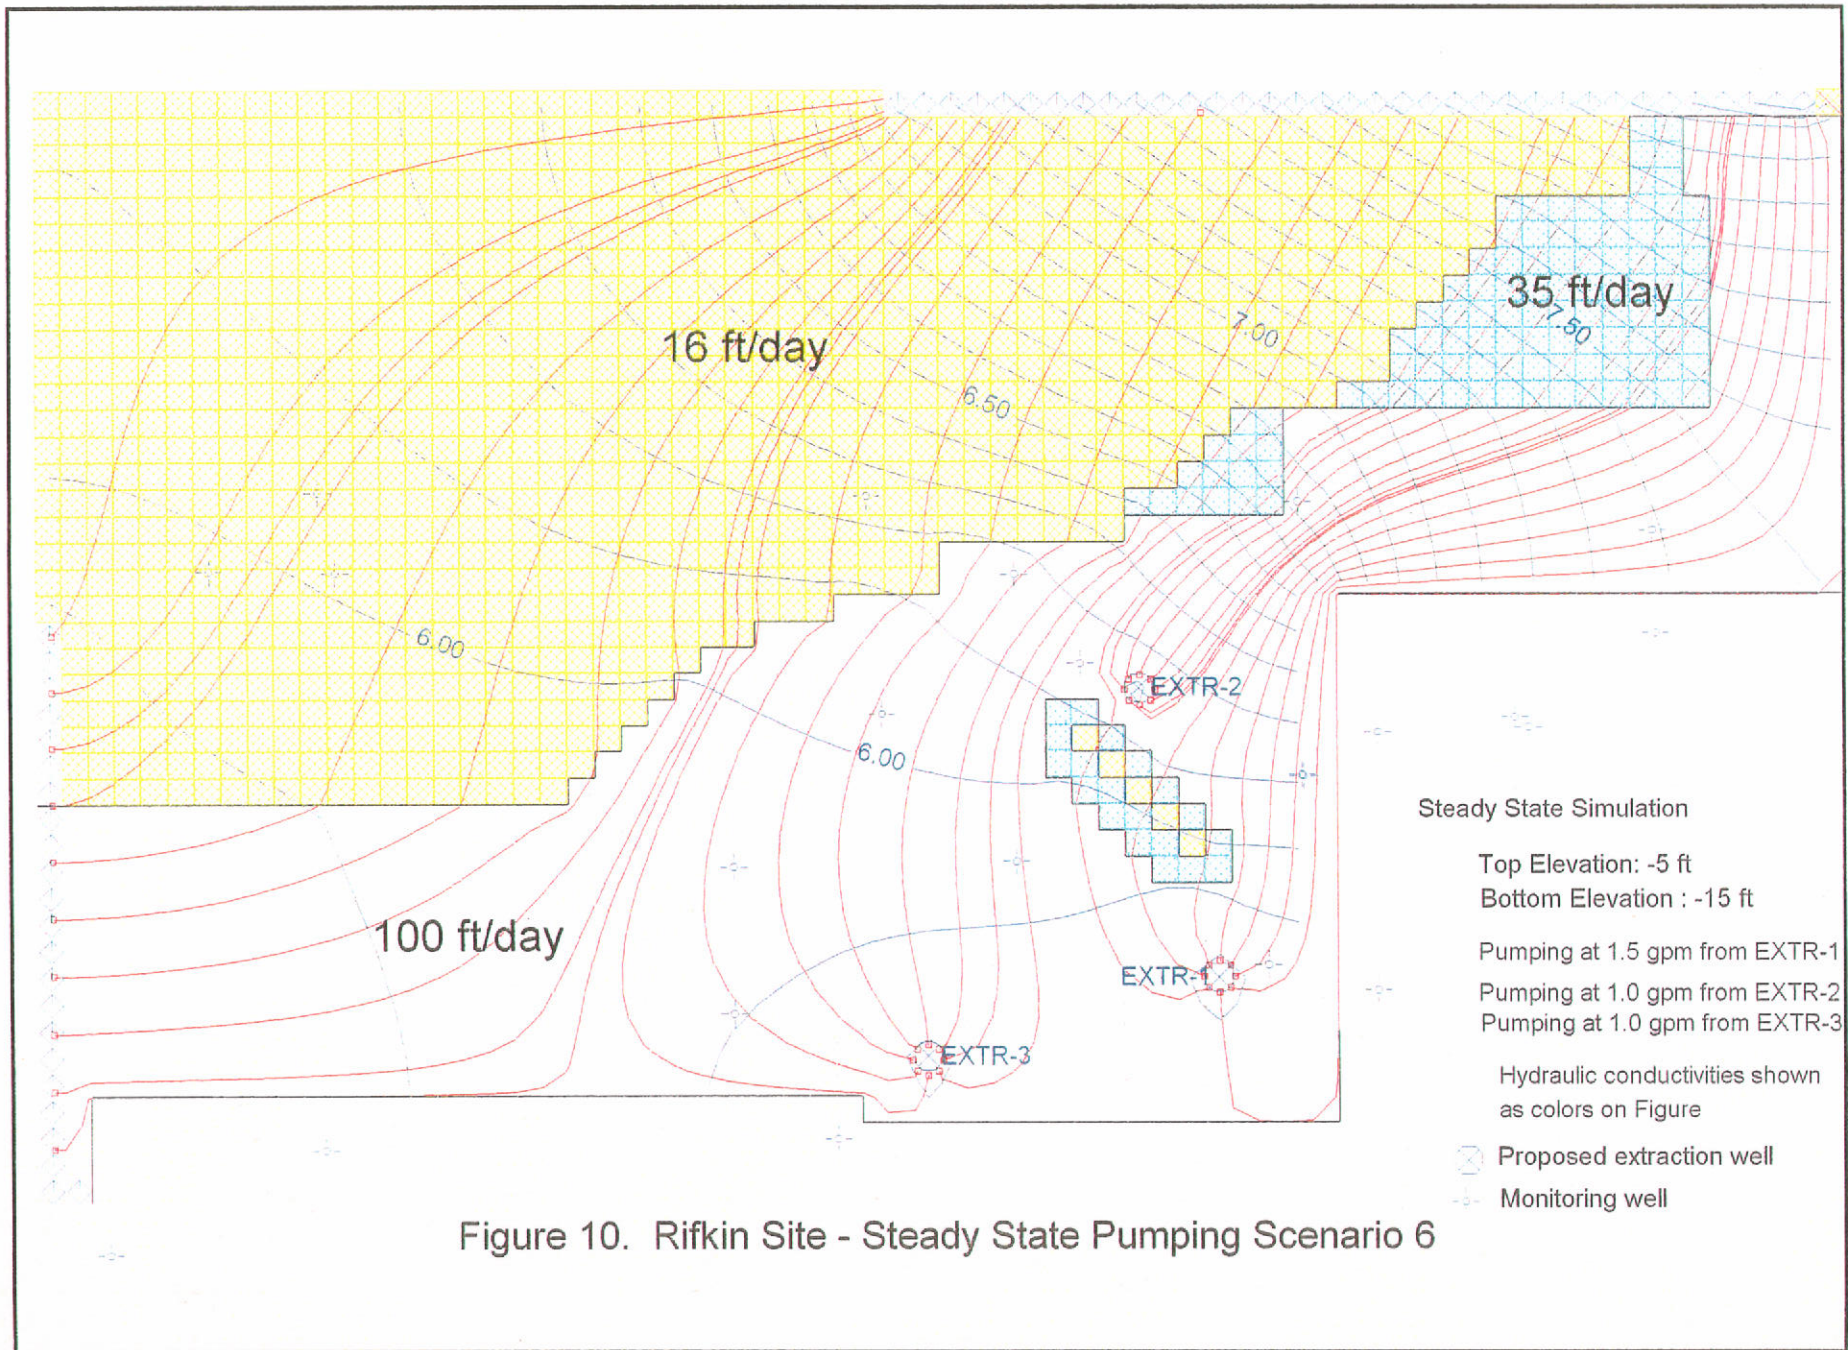 35 ft/day
7.50
7.00
16 ft/day
6.50
6.00
EXTR-2
6.00
Steady State Simulation
Top Elevation: -5 ft
Bottom Elevation : -15 ft
100 ft/day
Pumping at 1.5 gpm from EXTR-1
EXTR-1
Pumping at 1.0 gpm from EXTR-2
Pumping at 1.0 gpm from EXTR-3
EXTR-3
Hydraulic conductivities shown
as colors on Figure
Proposed extraction well
Monitoring well
Figure 10. Rifkin Site - Steady State Pumping Scenario 6